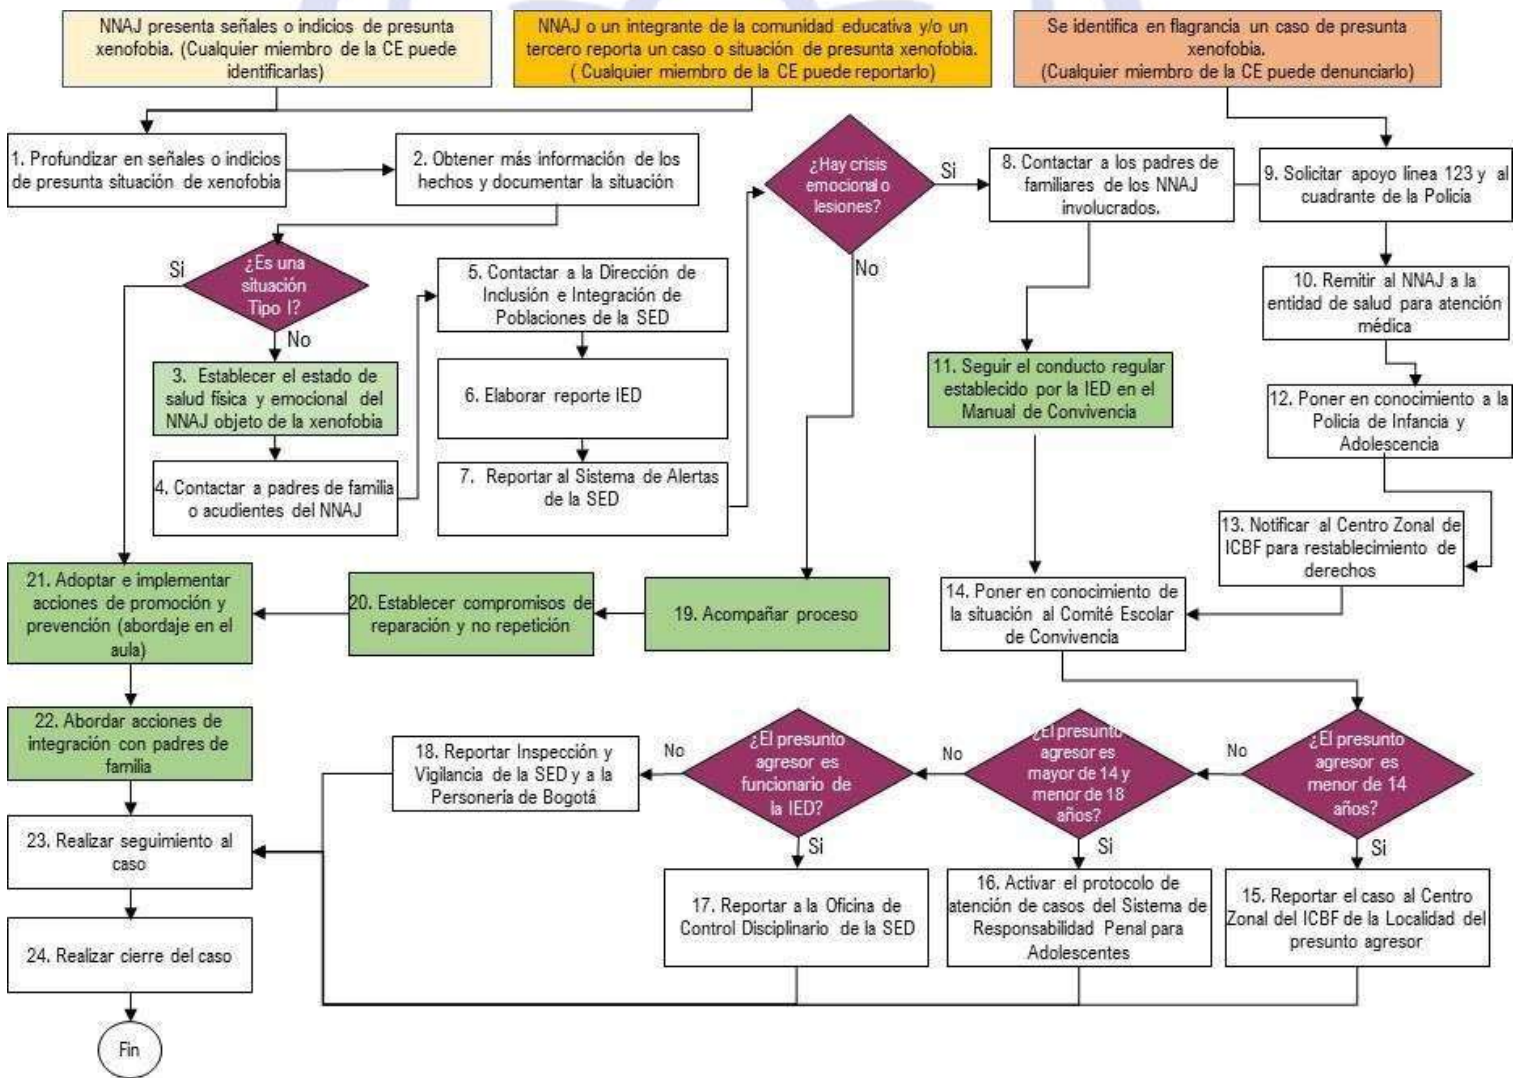 NNAJ presenta señales o indicios de presunta
xenofobia. (Cualquier miembro de la CE puede
identificarlas)
NNAJ o un integrante de la comunidad educativa y/o un
tercero reporta un caso o situación de presunta xenofobia.
( Cualquier miembro de la CE puede reportarlo)
Se identifica en flagrancia un caso de presunta
xenofobia.
(Cualquier miembro de la CE puede denunciarlo)
1. Profundizar en señales o indicios
de presunta situación de xenofobia
2. Obtener más información de los
hechos y documentar la situación
¿Hay crisis
emocional o
lesiones?
Si
No
8. Contactar a los padres de
familiares de los NNAJ
involucrados.
9. Solicitar apoyo línea 123 y al
cuadrante de la Policía
Si
¿Es una
situación
Tipo I?
No
5. Contactar a la Dirección de
Inclusión e Integración de
Poblaciones de la SED
10. Remitir al NNAJ a la
entidad de salud para atención
médica
3. Establecer el estado de
salud física y emocional del
NNAJ objeto de la xenofobia
6. Elaborar reporte IED
11. Seguir el conducto regular
establecido por la IED en el
Manual de Convivencia
12. Poner en conocimiento a la
Policía de Infancia y
Adolescencia
4. Contactar a padres de familia
o acudientes del NNAJ
7. Reportar al Sistema de Alertas
de la SED
13. Notificar al Centro Zonal de
ICBF para restablecimiento de
derechos
21. Adoptar e implementar
acciones de promoción y
prevención (abordaje en el
aula)
20. Establecer compromisos de
reparación y no repetición
19. Acompañar proceso
14. Poner en conocimiento de
la situación al Comité Escolar
de Convivencia
22. Abordar acciones de
integración con padres de
familia
18. Reportar Inspección y
Vigilancia de la SED y a la
Personería de Bogotá
No
¿El presunto
agresor es
funcionario de
la IED?
No
¿El presunto
agresor es
mayor de 14 y
menor de 18
años?
No
¿El presunto
agresor es
menor de 14
años?
Si
Si
Si
23. Realizar seguimiento al
caso
17. Reportar a la Oficina de
Control Disciplinario de la SED
16. Activar el protocolo de
atención de casos del Sistema de
Responsabilidad Penal para
Adolescentes
15. Reportar el caso al Centro
Zonal del ICBF de la Localidad del
presunto agresor
24. Realizar cierre del caso
Fin